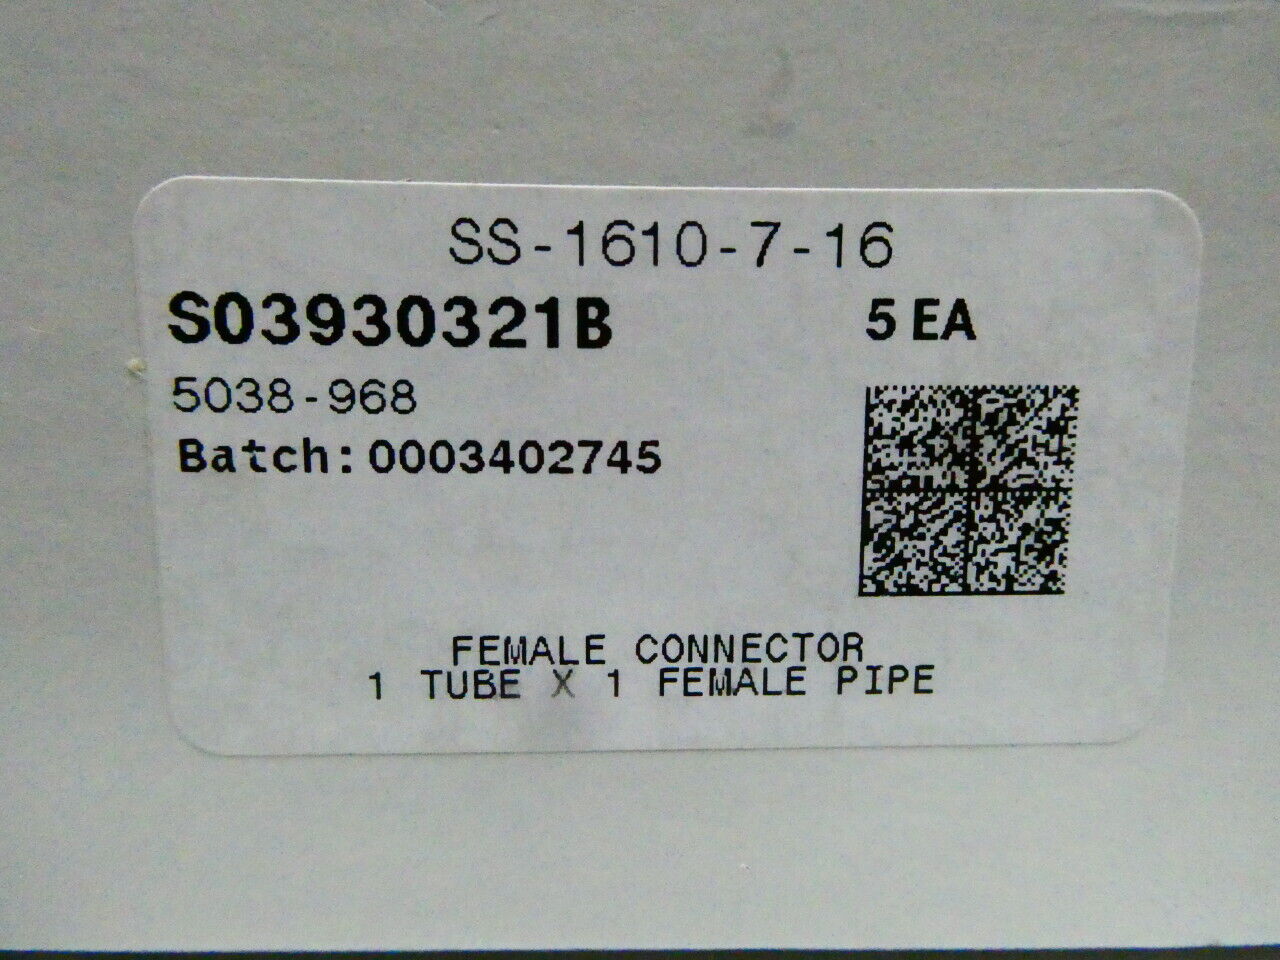 SS-1610-7-16
S03930321B 5 EA
5038-968
Batch: 0003402745
FEMALE CONNECTOR
1 TUBE X 1 FEMALE PIPE